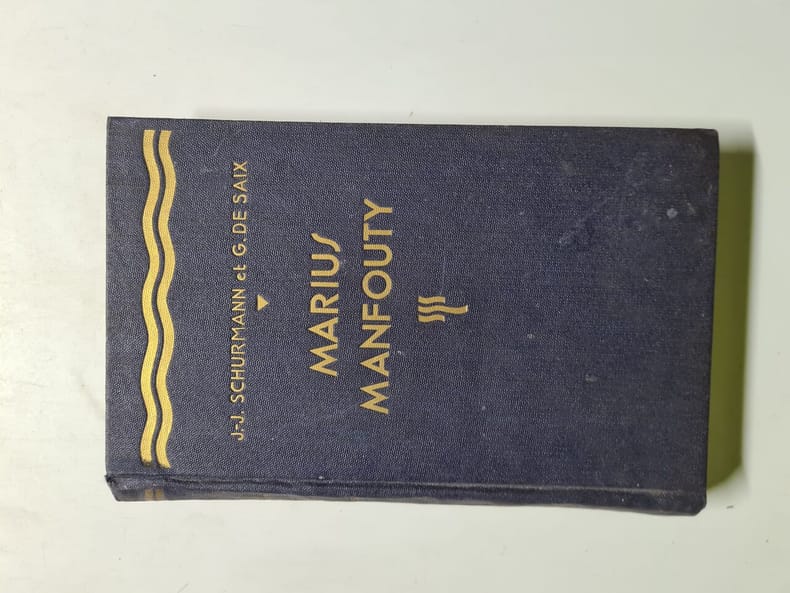 J.-J. SCHURMANN et G. DE SAIX
MARIUS
MANFOUTY